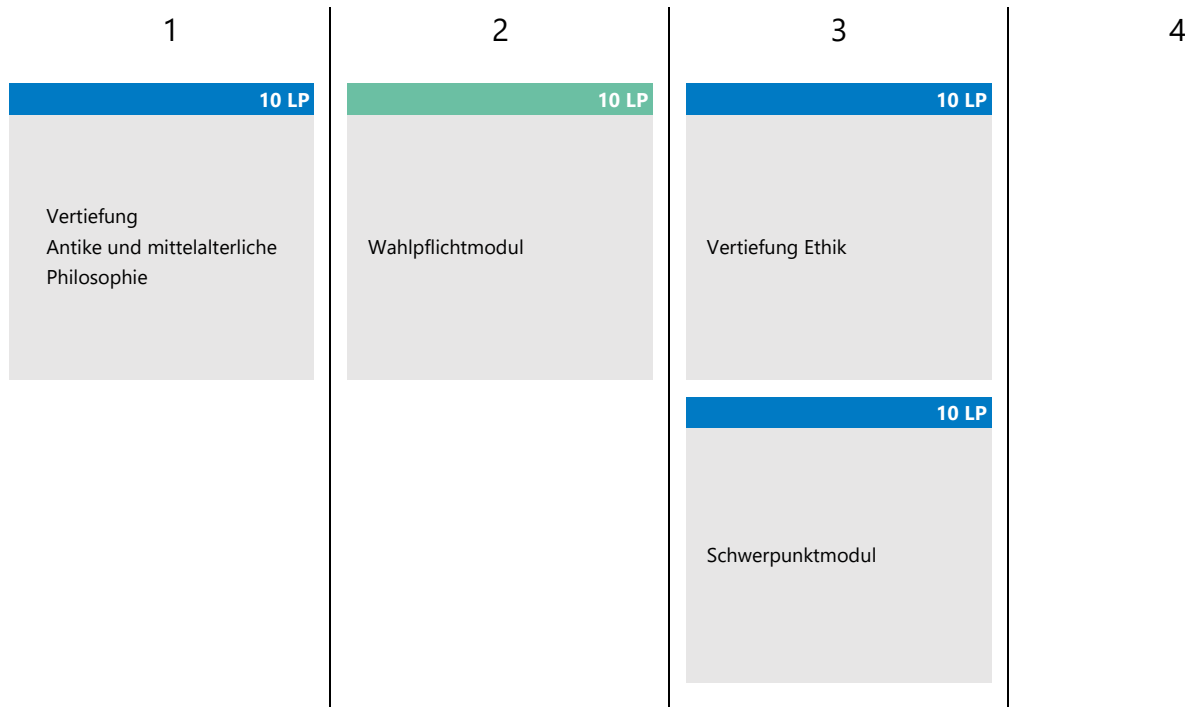 1
2
3
4
10 LP
10 LP
10 LP
Vertiefung
Antike und mittelalterliche
Philosophie
Wahlpflichtmodul
Vertiefung Ethik
10 LP
Schwerpunktmodul